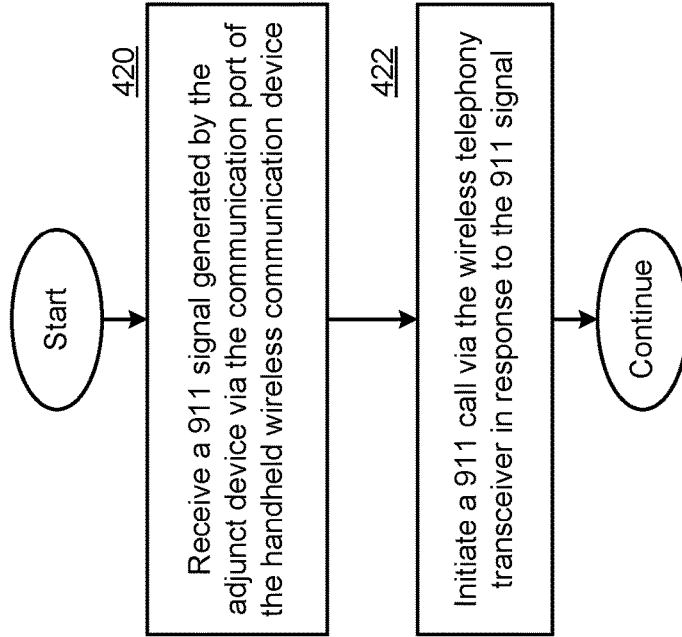 Start
420
Receive a 911 signal generated by the
adjunct device via the communication port of
the handheld wireless communication device
422
Initiate a 911 call via the wireless telephony
transceiver in response to the 911 signal
Continue